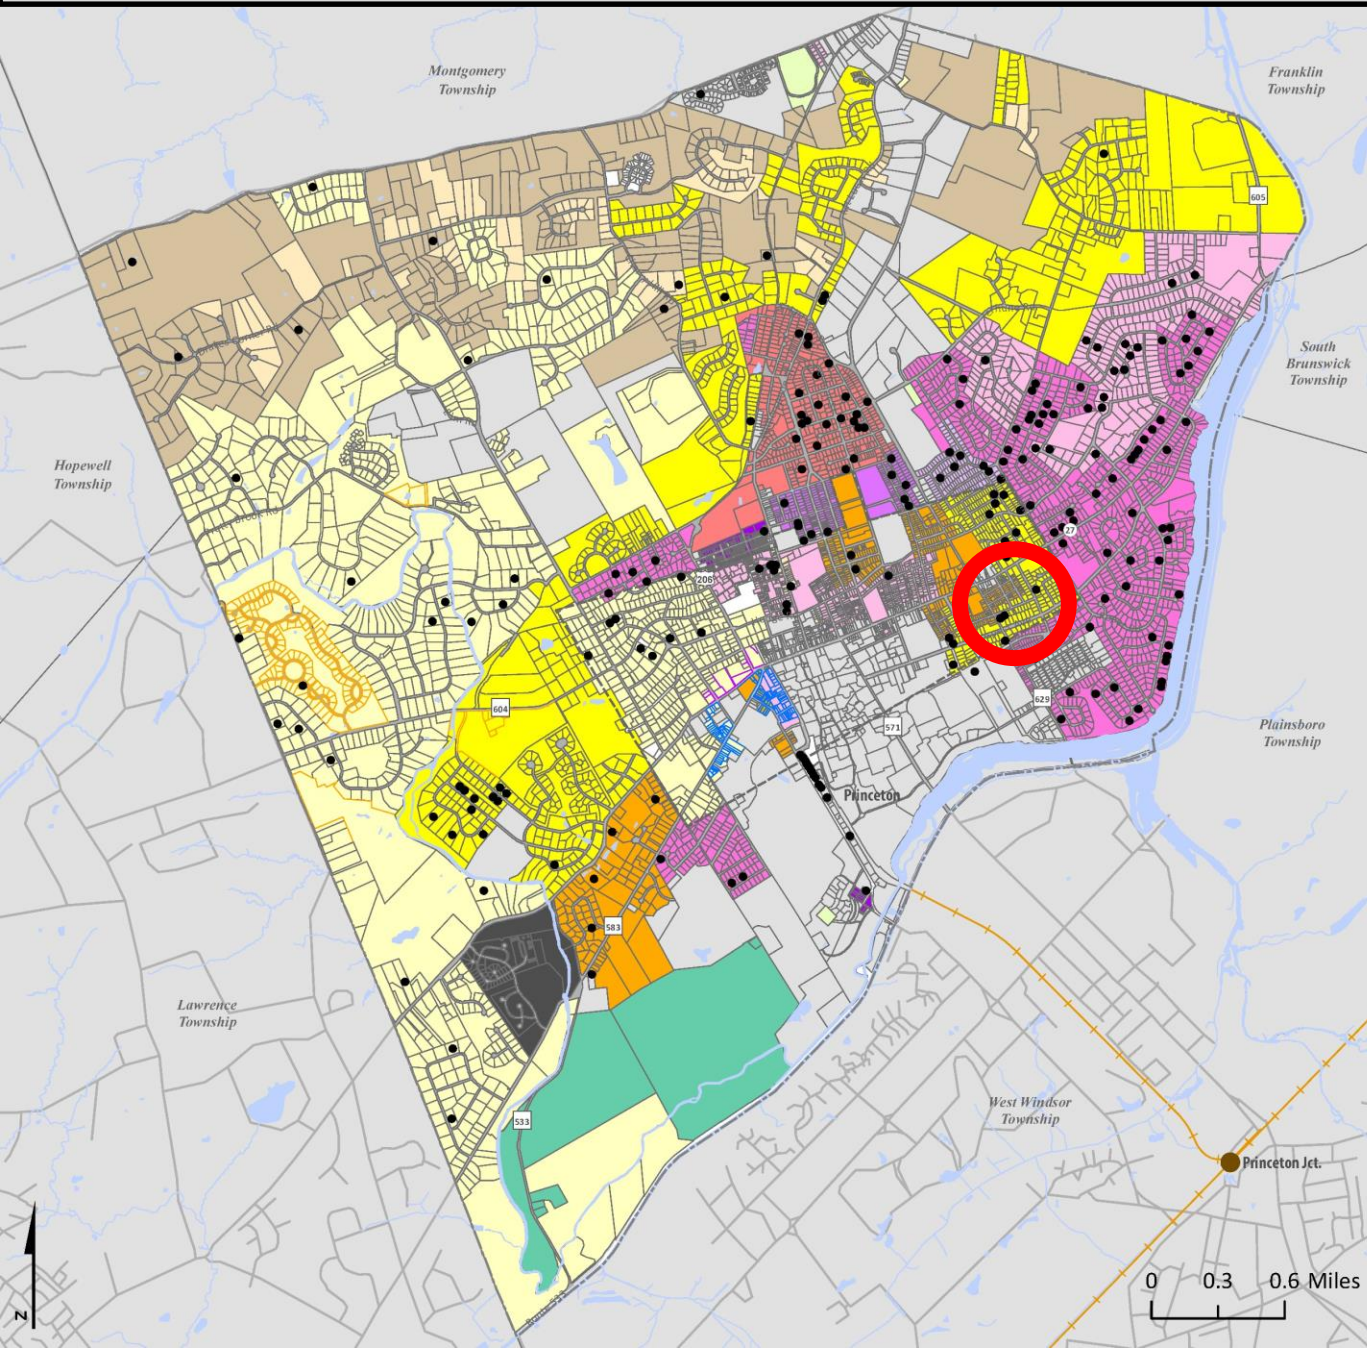 Montgomery
Township
Franklin
Township
605
South
Brunswick
Township
Hopewell
Township
27
206
604
629
571
Plainsboro
Township
Princeton
583
Lawrence
Township
533
West Windsor
Township
Princeton Jct.
0 0.3 0.6 Miles
Z